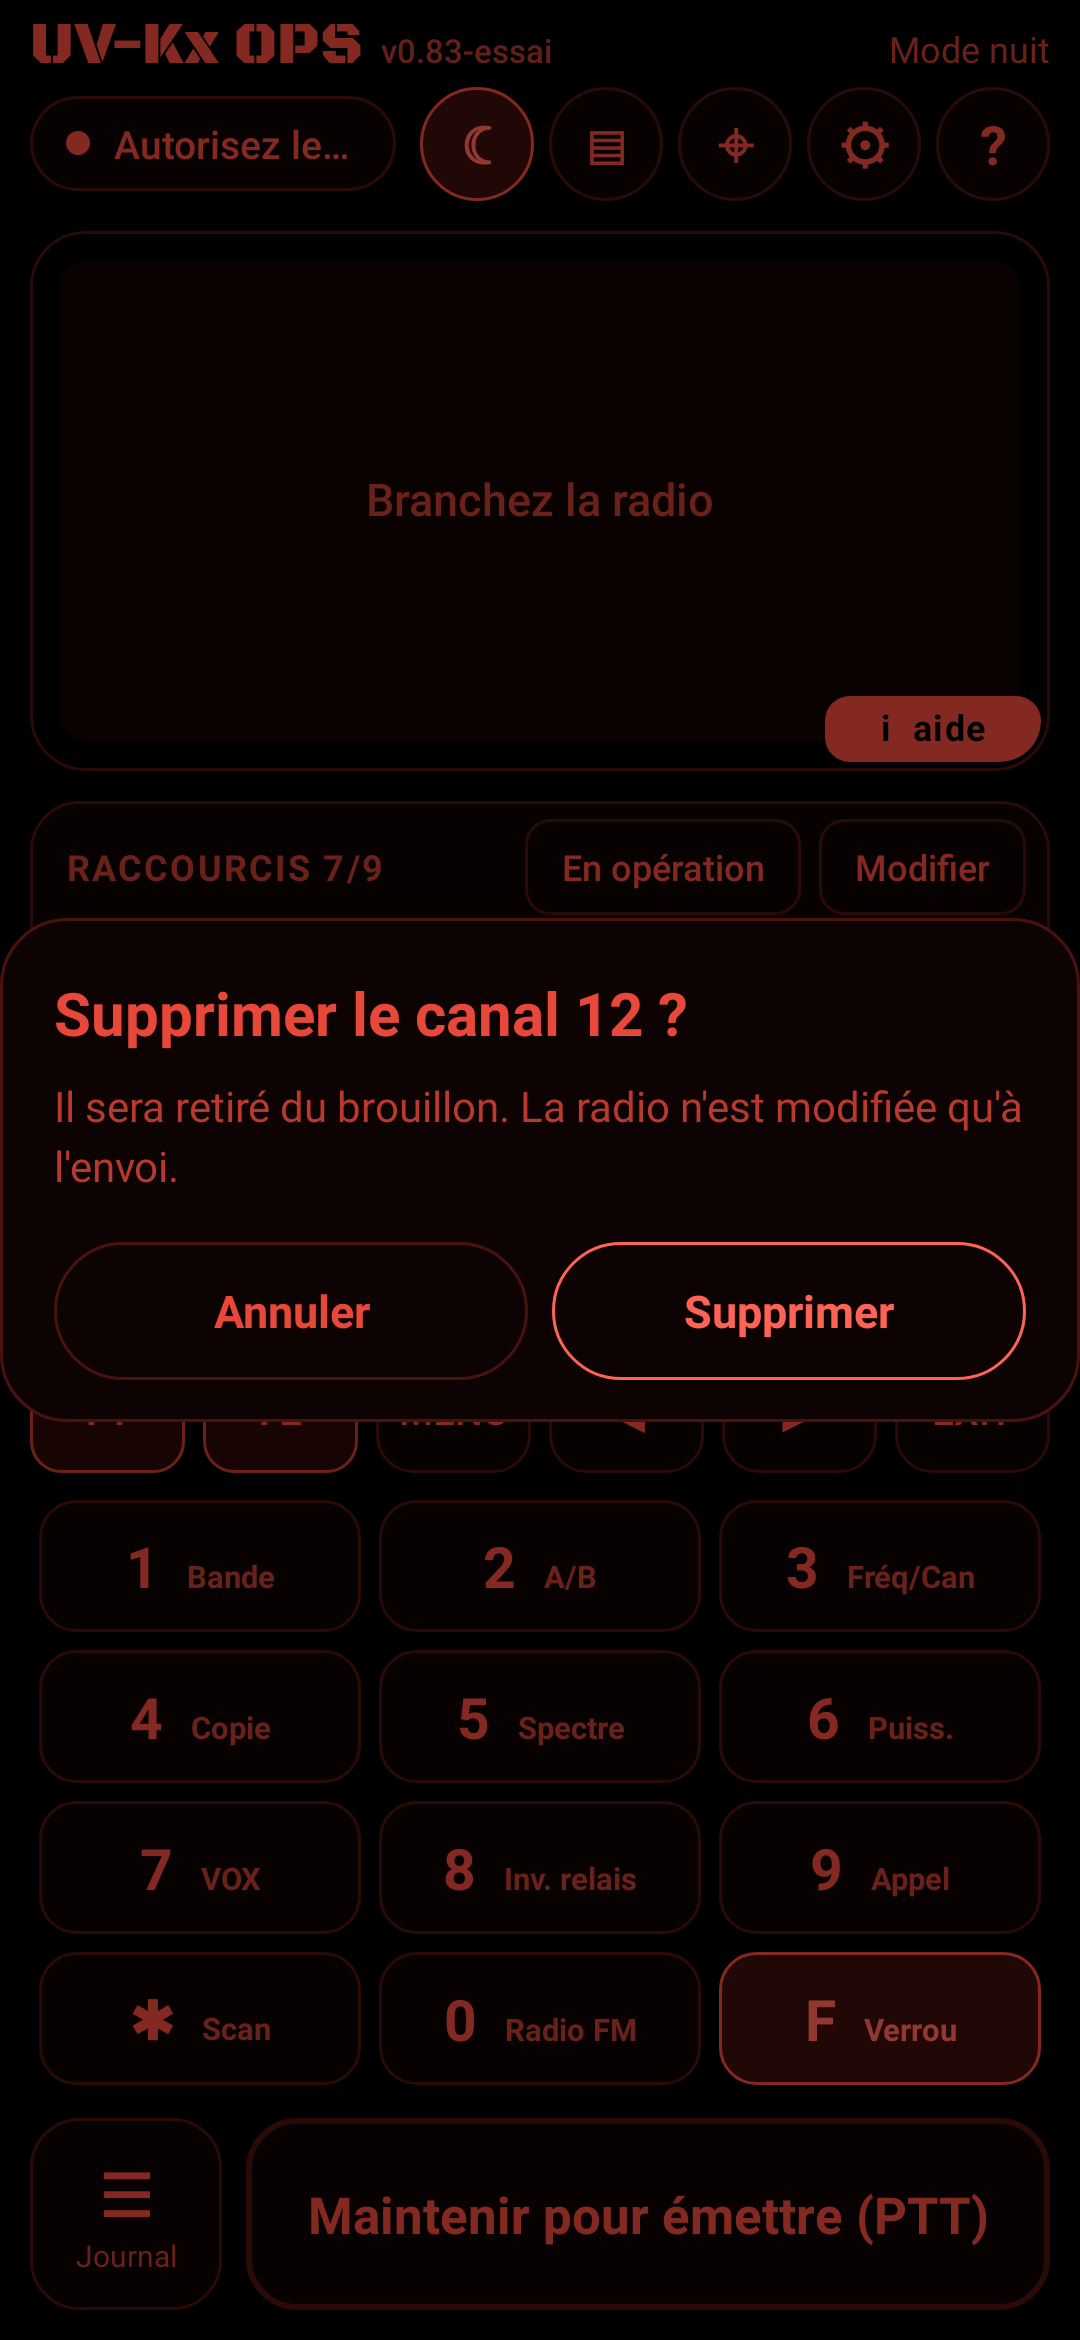 UV-Kx OPS v0.83-essai Mode nuit
Autorisez le... ?
Branchez la radio
i aide
RACCOURCIS 7/9 En opération Modifier
Supprimer le canal 12 ?
Il sera retiré du brouillon. La radio n'est modifiée qu'à
l'envoi.
Annuler Supprimer
1 Bande 2 A/B 3 Fréq/Can
4 Copie 5 Spectre 6 Puiss.
7 VOX 8 Inv. relais 9 Appel
✱ Scan 0 Radio FM F Verrou
Journal Maintenir pour émettre (PTT)